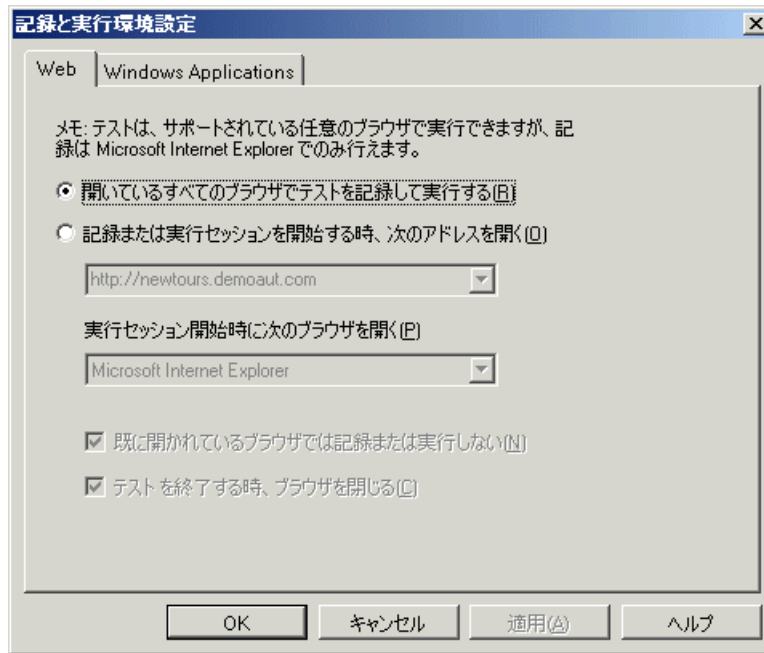 記録と実行環境設定
Web
Windows Applications
メモ: テストは、サポートされている任意のブラウザで実行できますが、記
録は Microsoft Internet Explorer でのみ行えます。
開いているすべてのブラウザでテストを記録して実行する(R)
記録または実行セッションを開始する時、次のアドレスを開く(O)
http://newtours.demoaut.com
実行セッション開始時に次のブラウザを開く(P)
Microsoft Internet Explorer
既に開かれているブラウザでは記録または実行しない(N)
テストを終了する時、ブラウザを閉じる(C)
OK
キャンセル
適用(A)
ヘルプ